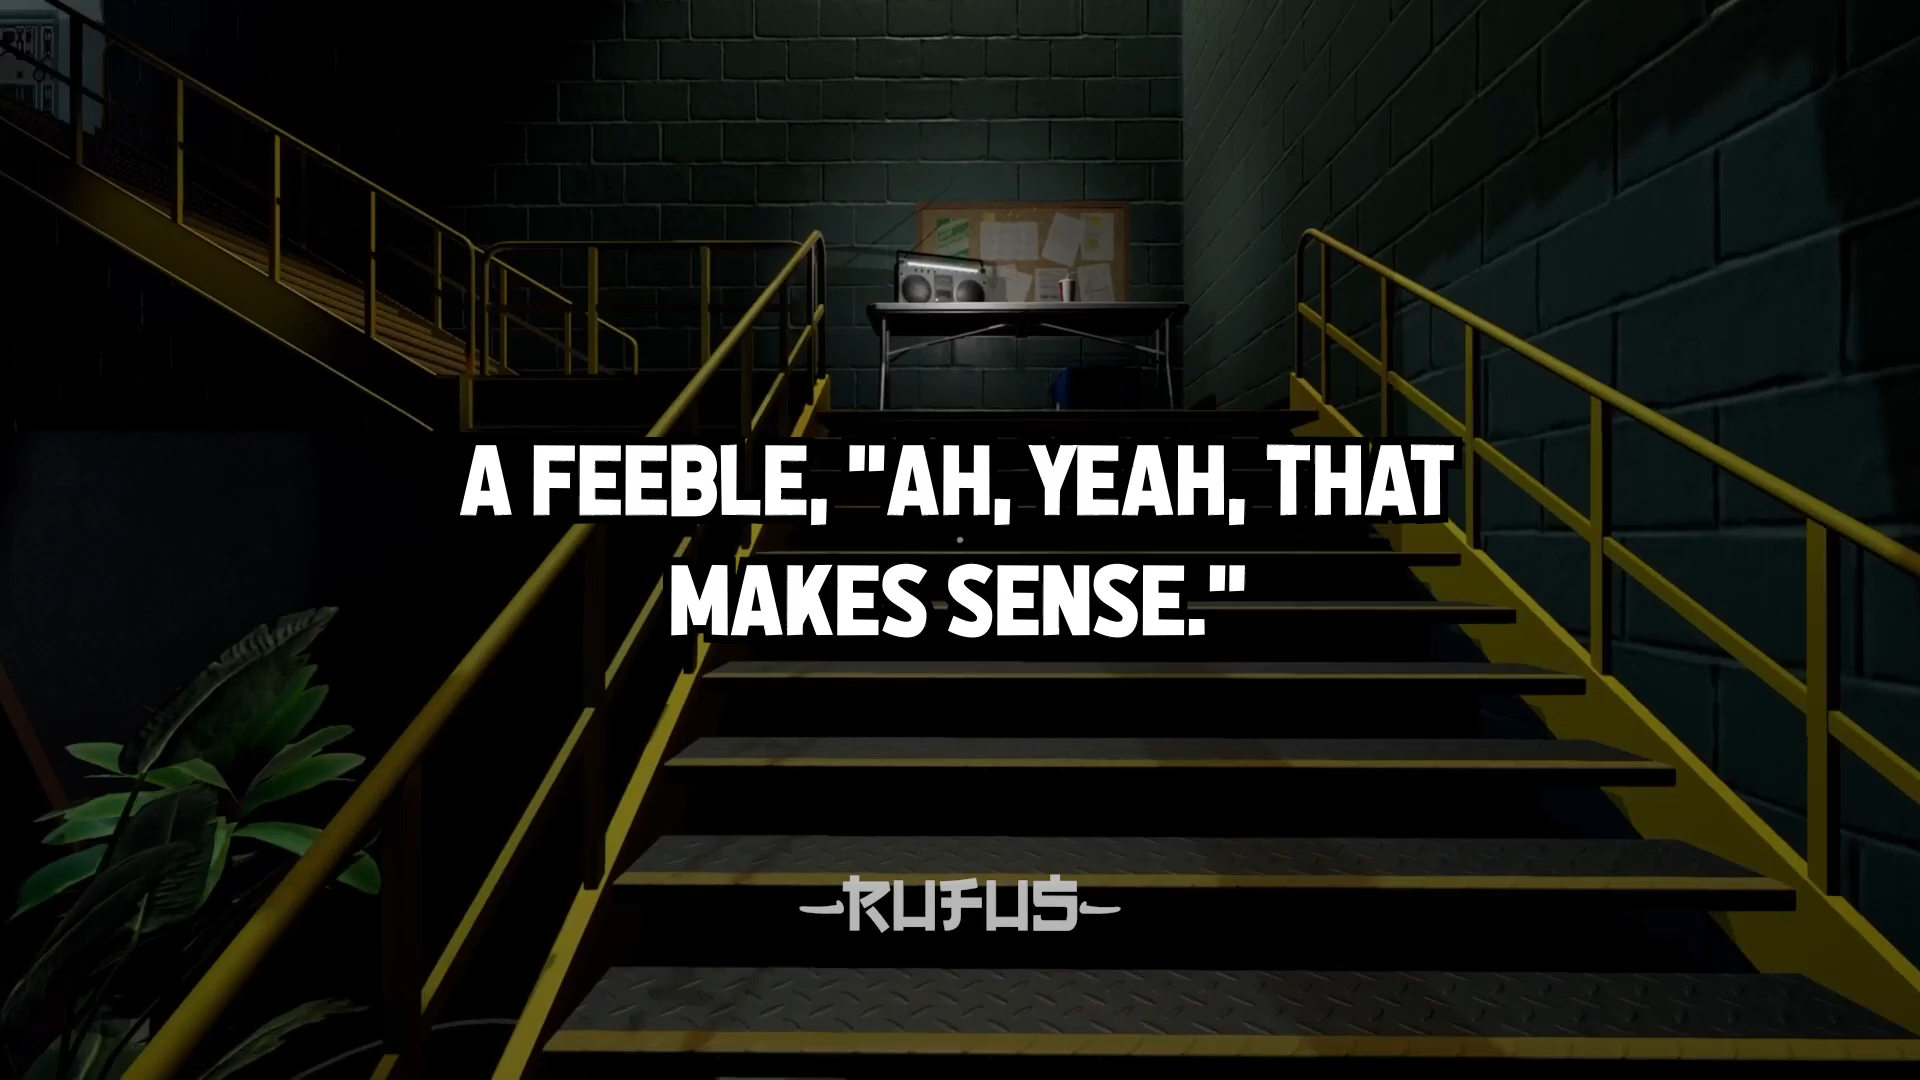 A FEEBLE, "AH, YEAH, THAT
MAKES SENSE."
RUFUS